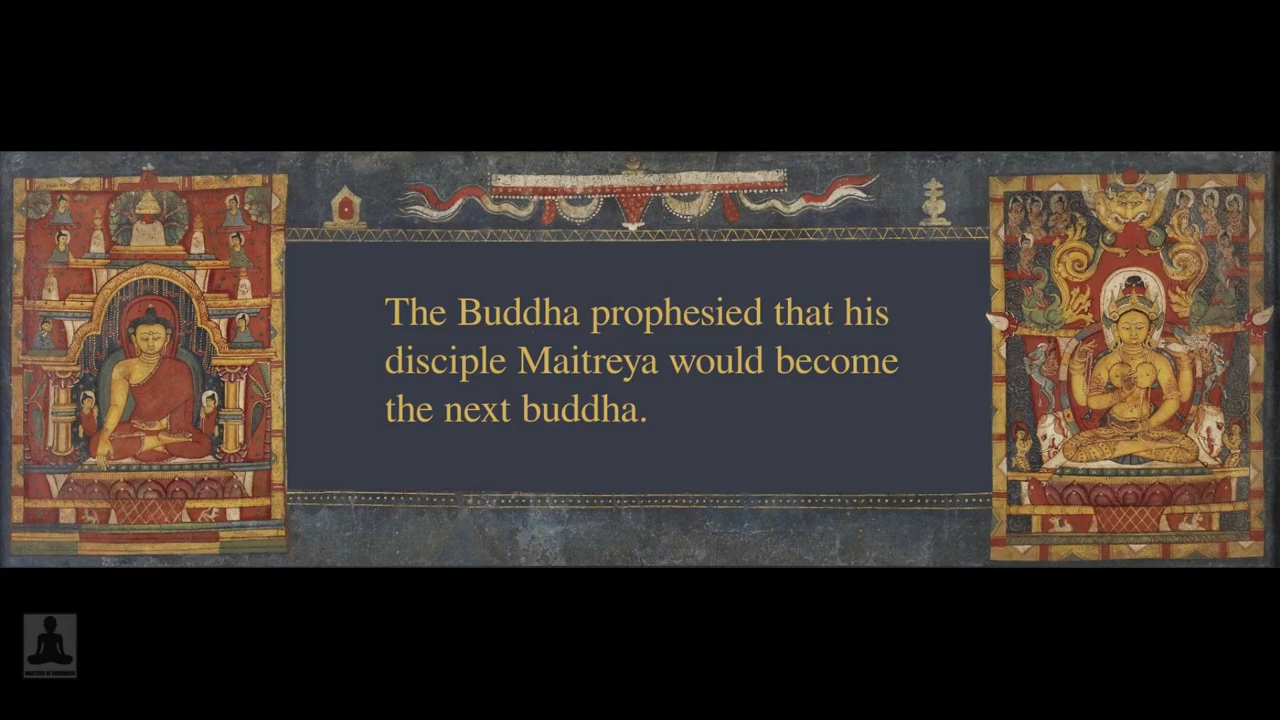 The Buddha prophesied that his
disciple Maitreya would become
the next buddha.